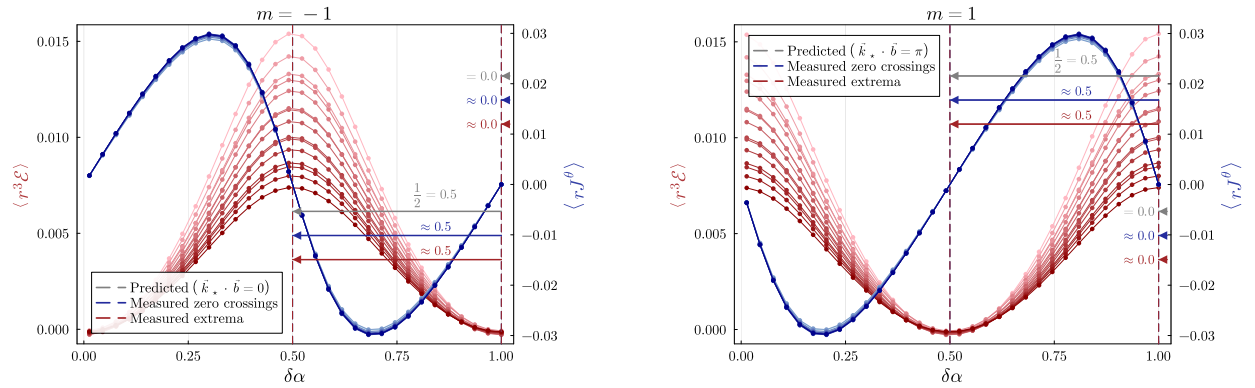 m = −1
0.015
0.010
0.005
0.000
⟨r³ℰ⟩
0.03
0.02
0.01
0.00
−0.01
−0.02
−0.03
⟨rJ^θ⟩
= 0.0
≈ 0.0
≈ 0.0
1/2 = 0.5
≈ 0.5
≈ 0.5
Predicted (k⃗⋆ · b⃗ = 0)
Measured zero crossings
Measured extrema
0.00
0.25
0.50
0.75
1.00
δα
m = 1
0.015
0.010
0.005
0.000
⟨r³ℰ⟩
0.03
0.02
0.01
0.00
−0.01
−0.02
−0.03
⟨rJ^θ⟩
Predicted (k⃗⋆ · b⃗ = π)
Measured zero crossings
Measured extrema
1/2 = 0.5
≈ 0.5
≈ 0.5
= 0.0
≈ 0.0
≈ 0.0
0.00
0.25
0.50
0.75
1.00
δα